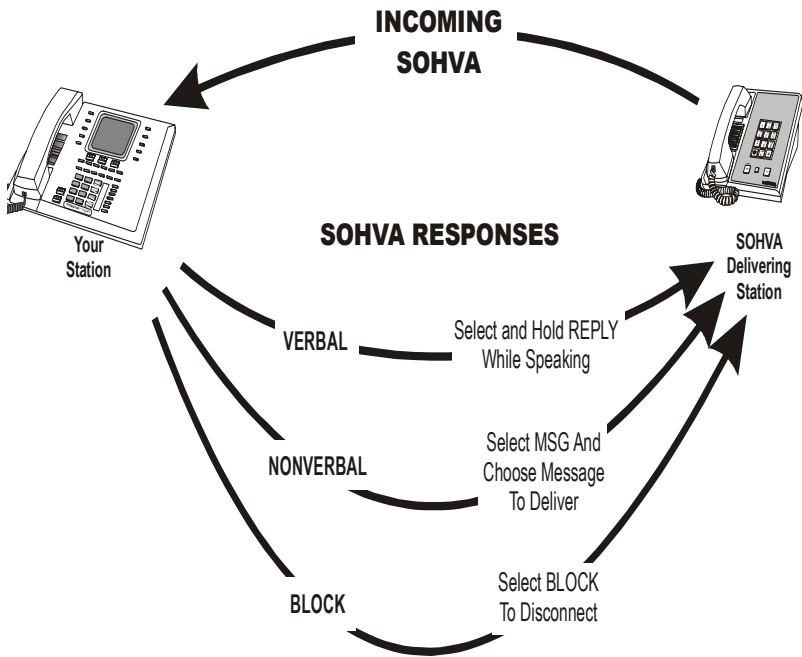 INCOMING
SOHVA
Your
Station
SOHVA RESPONSES
SOHVA
Delivering
Station
VERBAL
Select and Hold REPLY
While Speaking
NONVERBAL
Select MSG And
Choose Message
To Deliver
BLOCK
Select BLOCK
To Disconnect